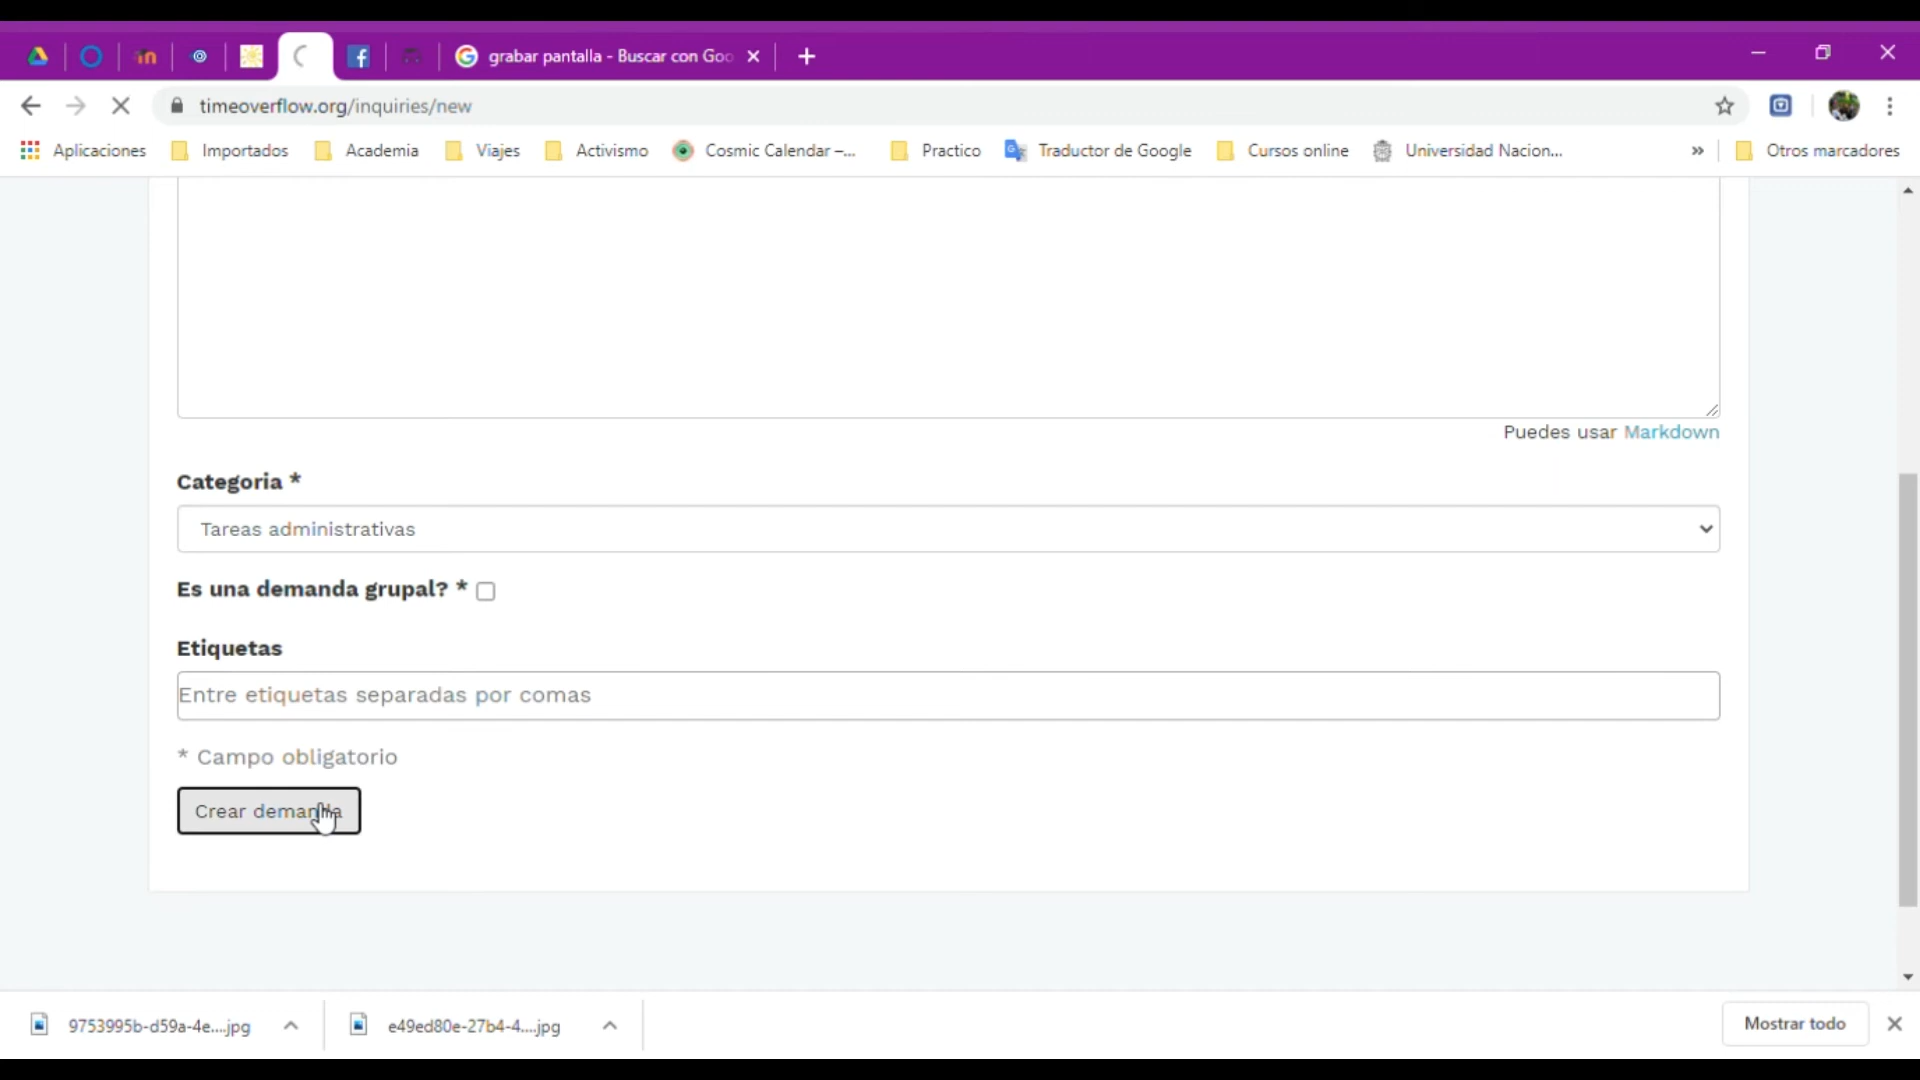 grabar pantalla - Buscar con Goo
timeoverflow.org/inquiries/new
Aplicaciones
Importados
Academia
Viajes
Activismo
Cosmic Calendar –...
Practico
Traductor de Google
Cursos online
Universidad Nacion...
»
Otros marcadores
Puedes usar Markdown
Categoria *
Tareas administrativas
Es una demanda grupal? *
Etiquetas
Entre etiquetas separadas por comas
* Campo obligatorio
Crear demanda
9753995b-d59a-4e....jpg
e49ed80e-27b4-4....jpg
Mostrar todo